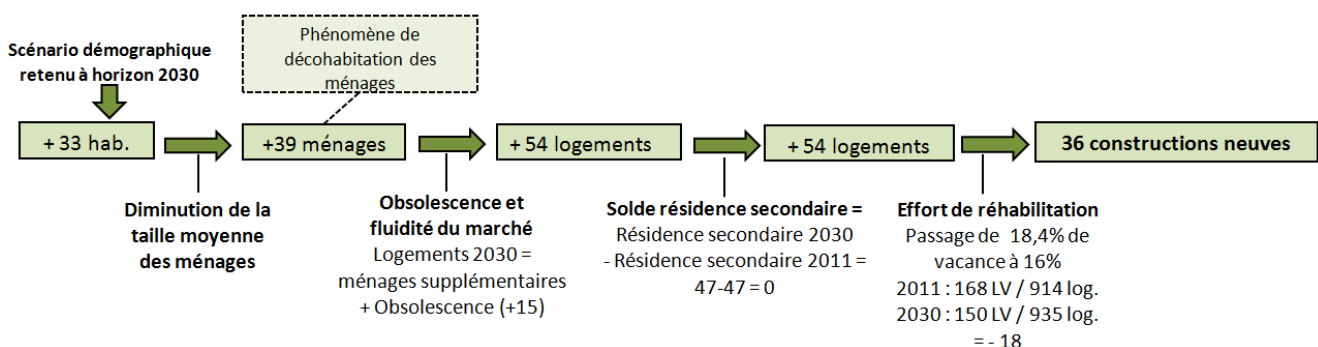 Scénario démographique
retenu à horizon 2030
Phénomène de
décohabitation des
ménages
+ 33 hab.
+39 ménages
+ 54 logements
+ 54 logements
36 constructions neuves
Diminution de la
taille moyenne
des ménages
Obsolescence et
fluidité du marché
Logements 2030 =
ménages supplémentaires
+ Obsolescence (+15)
Solde résidence secondaire =
Résidence secondaire 2030
- Résidence secondaire 2011 =
47-47 = 0
Effort de réhabilitation
Passage de 18,4% de
vacance à 16%
2011 : 168 LV / 914 log.
2030 : 150 LV / 935 log.
= - 18